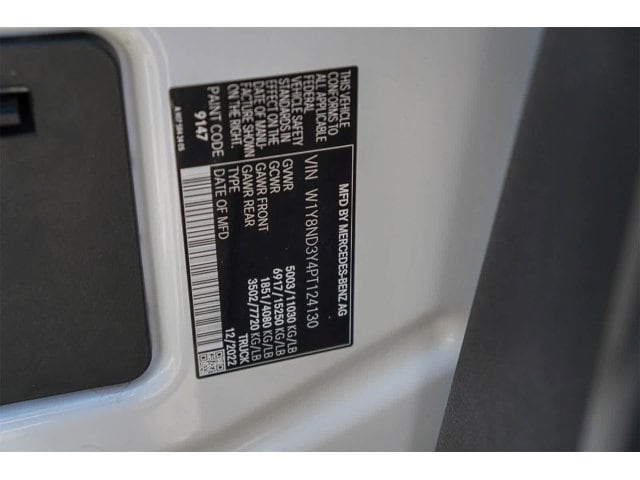 MFD BY MERCEDES-BENZ AG
THIS VEHICLE
CONFORMS TO
ALL APPLICABLE
FEDERAL
VEHICLE SAFETY
STANDARDS IN
EFFECT ON THE
DATE OF MANU-
FACTURE SHOWN
ON THE RIGHT.
PAINT CODE:
9147
VIN W1Y8ND3Y4PT124130
GVWR 5003/11030 KG/LB
GCWR 6917/15250 KG/LB
GAWR FRONT 1851/4080 KG/LB
GAWR REAR 3502/7720 KG/LB
TYPE TRUCK
DATE OF MFD 12/2022